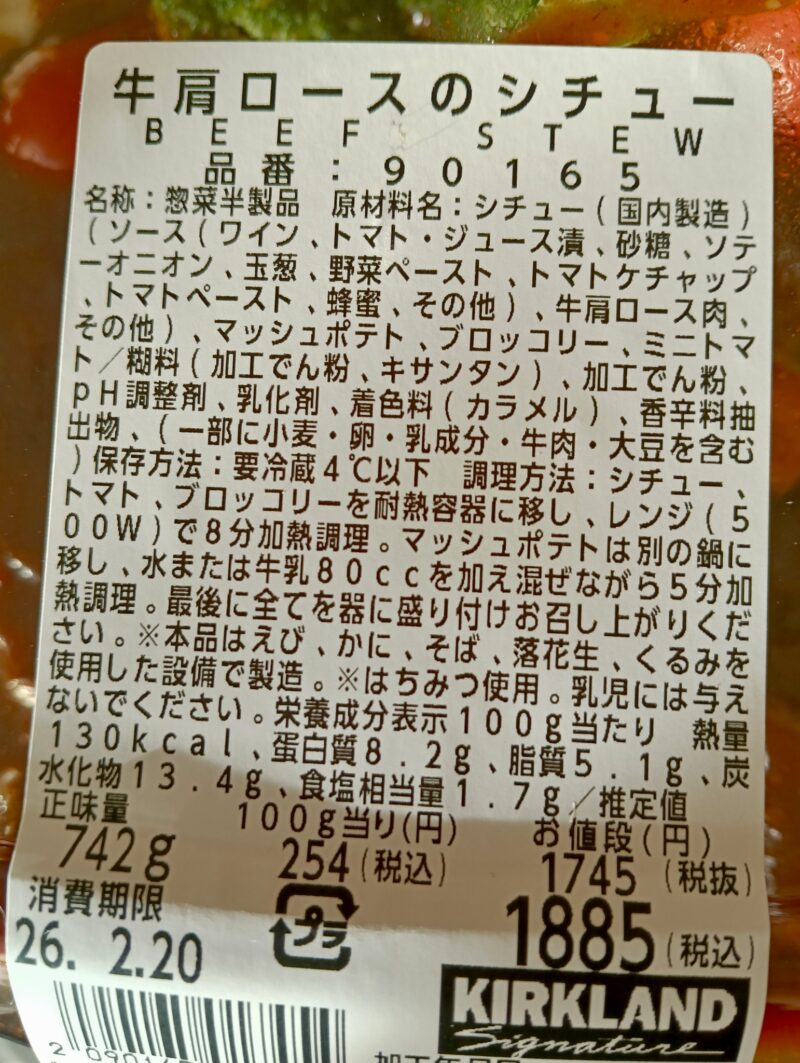 牛肩ロースのシチュー
BEEF STEW
品番:90165
名称:惣菜半製品 原材料名:シチュー(国内製造)
(ソース(ワイン、トマト・ジュース漬、砂糖、ソテ
ーオニオン、玉葱、野菜ペースト、トマトケチャップ
、トマトペースト、蜂蜜、その他)、牛肩ロース肉、
その他)、マッシュポテト、ブロッコリー、ミニトマ
ト/糊料(加工でん粉、キサンタン)、加工でん粉、
pH調整剤、乳化剤、着色料(カラメル)、香辛料抽
出物、(一部に小麦・卵・乳成分・牛肉・大豆を含む
)保存方法:要冷蔵4℃以下 調理方法:シチュー、
トマト、ブロッコリーを耐熱容器に移し、レンジ(5
00W)で8分加熱調理。マッシュポテトは別の鍋に
移し、水または牛乳80ccを加え混ぜながら5分加
熱調理。最後に全てを器に盛り付けお召し上がりくだ
さい。※本品はえび、かに、そば、落花生、くるみを
使用した設備で製造。※はちみつ使用。乳児には与え
ないでください。栄養成分表示100g当たり 熱量
130kcal、蛋白質8.2g、脂質5.1g、炭
水化物13.4g、食塩相当量1.7g/推定値
正味量 100g当り(円) お値段(円)
742g 254(税込) 1745(税抜)
消費期限 プラ 1885(税込)
26. 2.20
KIRKLAND
Signature